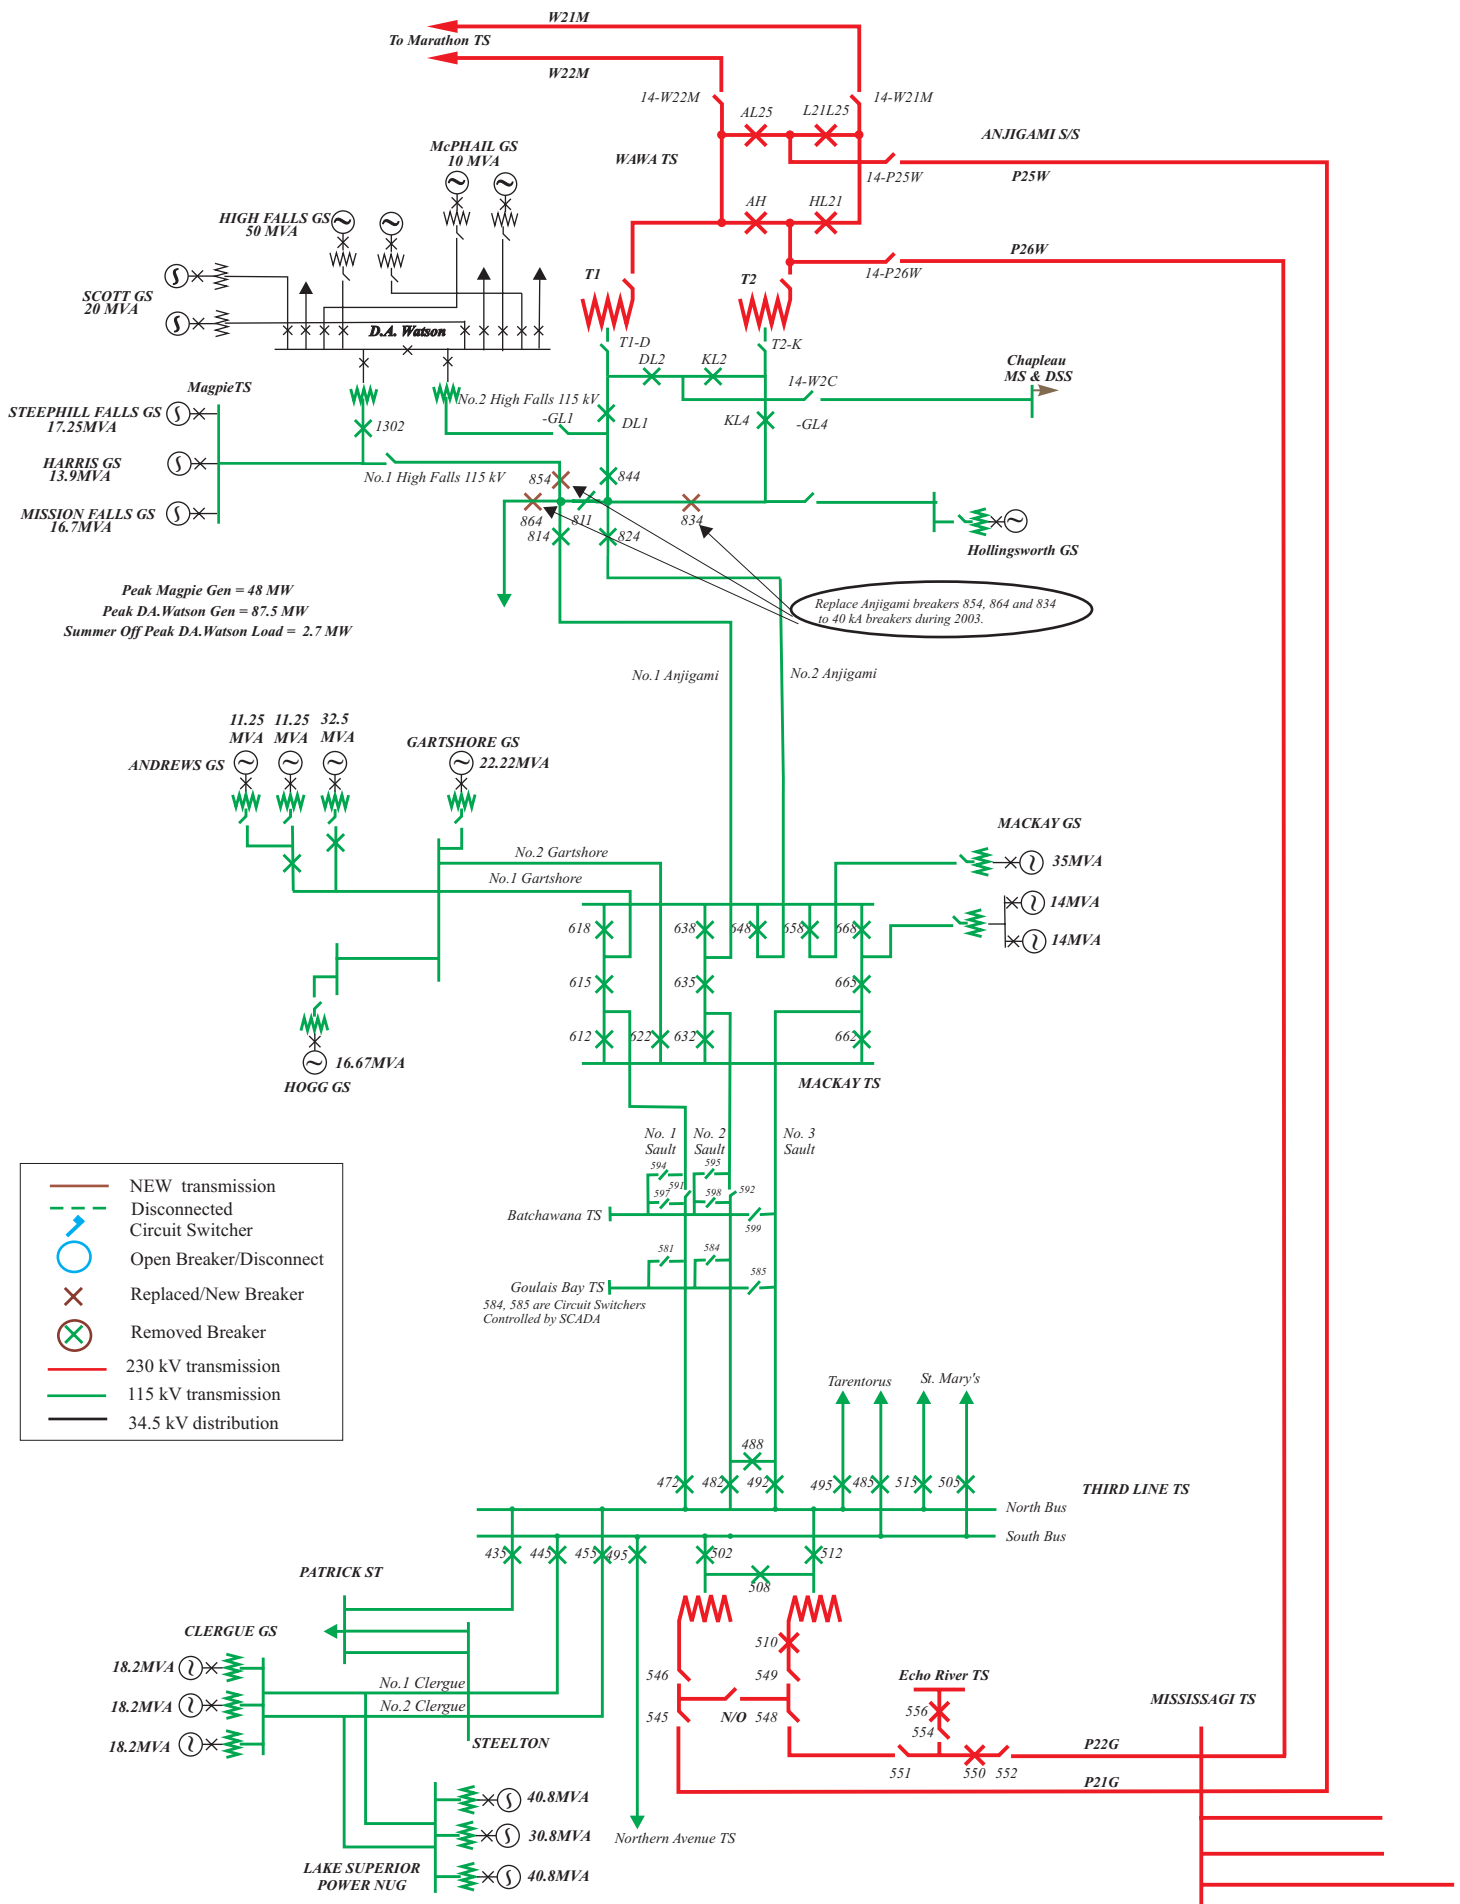 W21M
To Marathon TS
W22M
14-W22M
14-W21M
AL25
L21L25
ANJIGAMI S/S
WAWA TS
14-P25W
P25W
McPHAIL GS
10 MVA
AH
HL21
HIGH FALLS GS
50 MVA
P26W
14-P26W
T1
T2
SCOTT GS
20 MVA
D.A. Watson
T1-D
T2-K
DL2
KL2
Chapleau
MS & DSS
14-W2C
MagpieTS
No.2 High Falls 115 kV
-GL1
DL1
KL4
-GL4
STEEPHILL FALLS GS
17.25MVA
1302
HARRIS GS
13.9MVA
No.1 High Falls 115 kV
854
844
MISSION FALLS GS
16.7MVA
864
811
834
814
824
Hollingsworth GS
Peak Magpie Gen = 48 MW
Peak DA.Watson Gen = 87.5 MW
Summer Off Peak DA.Watson Load = 2.7 MW
Replace Anjigami breakers 854, 864 and 834
to 40 kA breakers during 2003.
No.1 Anjigami
No.2 Anjigami
11.25
MVA
11.25
MVA
32.5
MVA
ANDREWS GS
GARTSHORE GS
22.22MVA
MACKAY GS
35MVA
No.2 Gartshore
No.1 Gartshore
14MVA
14MVA
618
638
648
658
668
615
635
665
612
622
632
662
16.67MVA
HOGG GS
MACKAY TS
No. 1
Sault
No. 2
Sault
No. 3
Sault
594
595
591
592
597
598
Batchawana TS
599
581
584
585
Goulais Bay TS
584, 585 are Circuit Switchers
Controlled by SCADA
NEW transmission
Disconnected
Circuit Switcher
Open Breaker/Disconnect
Replaced/New Breaker
Removed Breaker
230 kV transmission
115 kV transmission
34.5 kV distribution
Tarentorus
St. Mary's
488
472
482
492
495
485
515
505
THIRD LINE TS
North Bus
South Bus
435
445
455
495
502
512
508
PATRICK ST
CLERGUE GS
18.2MVA
18.2MVA
18.2MVA
No.1 Clergue
No.2 Clergue
STEELTON
510
546
549
545
N/O
548
Echo River TS
556
554
551
550
552
MISSISSAGI TS
P22G
P21G
40.8MVA
30.8MVA
40.8MVA
LAKE SUPERIOR
POWER NUG
Northern Avenue TS